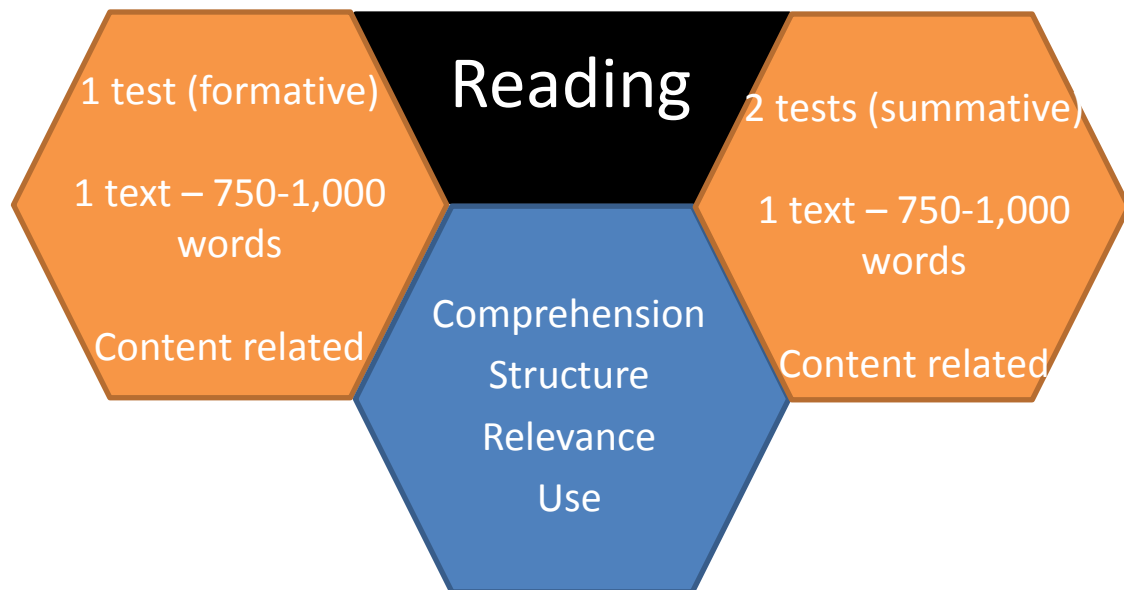 Reading
1 test (formative)
1 text – 750-1,000
words
Content related
2 tests (summative)
1 text – 750-1,000
words
Content related
Comprehension
Structure
Relevance
Use